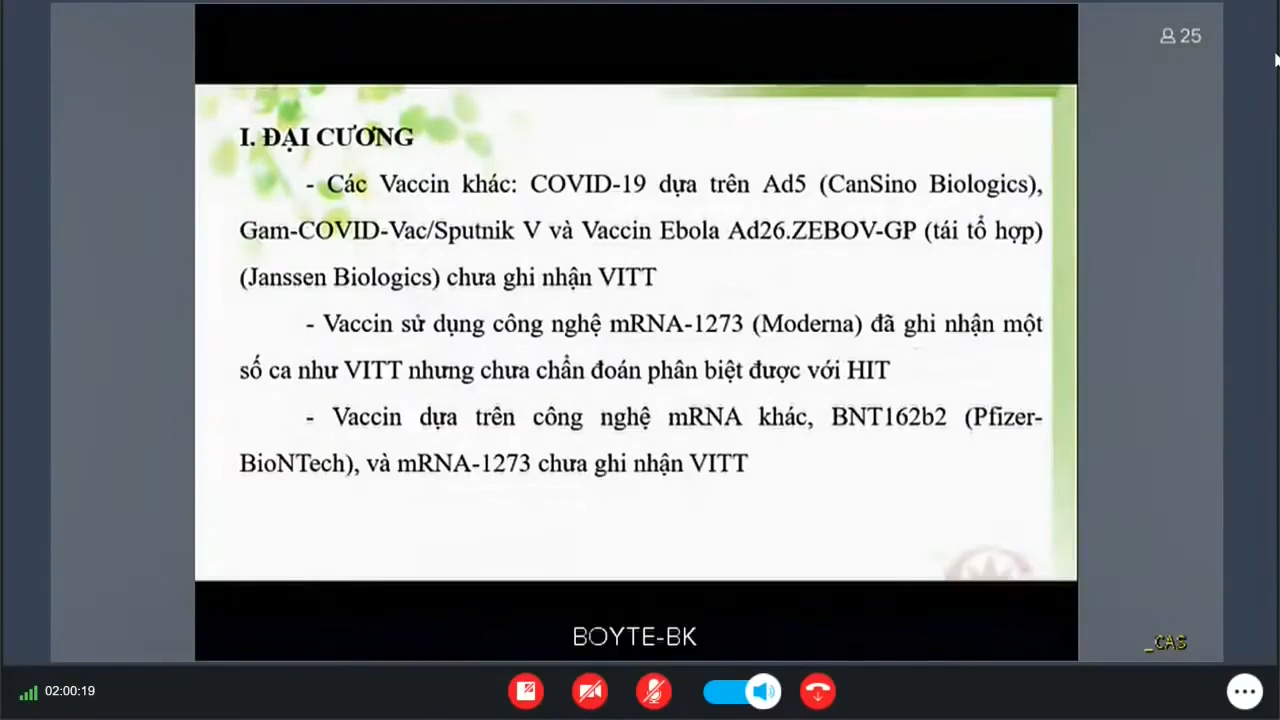 25
I. ĐẠI CƯƠNG
- Các Vaccin khác: COVID-19 dựa trên Ad5 (CanSino Biologics),
Gam-COVID-Vac/Sputnik V và Vaccin Ebola Ad26.ZEBOV-GP (tái tổ hợp)
(Janssen Biologics) chưa ghi nhận VITT
- Vaccin sử dụng công nghệ mRNA-1273 (Moderna) đã ghi nhận một
số ca như VITT nhưng chưa chẩn đoán phân biệt được với HIT
- Vaccin dựa trên công nghệ mRNA khác, BNT162b2 (Pfizer-
BioNTech), và mRNA-1273 chưa ghi nhận VITT
BOYTE-BK
_CAS
02:00:19